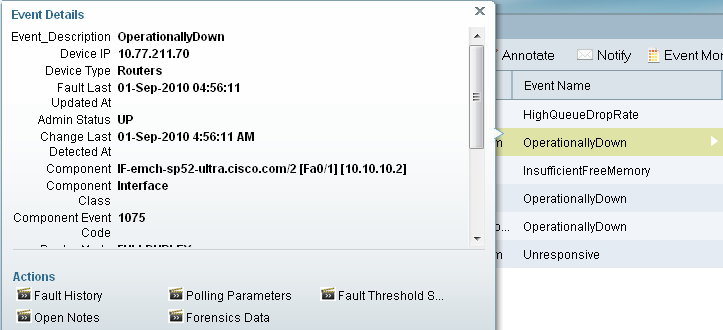 Event Details
Event_Description OperationallyDown
Device IP 10.77.211.70
Device Type Routers
Fault Last Updated At 01-Sep-2010 04:56:11
Admin Status UP
Change Last Detected At 01-Sep-2010 4:56:11 AM
Component IF-emch-sp52-ultra.cisco.com/2 [Fa0/1] [10.10.10.2]
Component Class Interface
Component Event Code 1075
Actions
Fault History
Polling Parameters
Fault Threshold S...
Open Notes
Forensics Data
Annotate
Notify
Event Mor
Event Name
HighQueueDropRate
m OperationallyDown
InsufficientFreeMemory
OperationallyDown
o... OperationallyDown
m Unresponsive